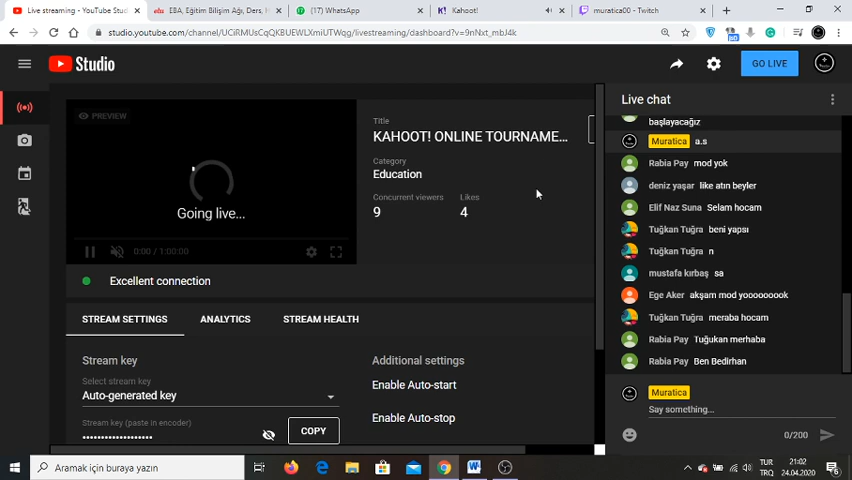 Live streaming - YouTube Stud
EBA, Eğitim Bilişim Ağı, Ders, K
(17) WhatsApp
Kahoot!
muratica00 - Twitch
studio.youtube.com/channel/UCiRMUsCqQKBUEWLXmiUTWqg/livestreaming/dashboard?v=9nNxt_mbJ4k
Studio
GO LIVE
PREVIEW
Going live...
0:00 / 1:00:00
Excellent connection
Title
KAHOOT! ONLINE TOURNAME...
Category
Education
Concurrent viewers
Likes
9
4
STREAM SETTINGS
ANALYTICS
STREAM HEALTH
Stream key
Select stream key
Auto-generated key
Stream key (paste in encoder)
COPY
Additional settings
Enable Auto-start
Enable Auto-stop
Live chat
başlayacağız
Muratica a.s
Rabia Pay mod yok
deniz yaşar like atın beyler
Elif Naz Suna Selam hocam
Tuğkan Tuğra beni yapsı
Tuğkan Tuğra n
mustafa kırbaş sa
Ege Aker akşam mod yooooooook
Tuğkan Tuğra meraba hocam
Rabia Pay Tuğukan merhaba
Rabia Pay Ben Bedirhan
Muratica
Say something...
0/200
Aramak için buraya yazın
TUR
TRQ
21:02
24.04.2020